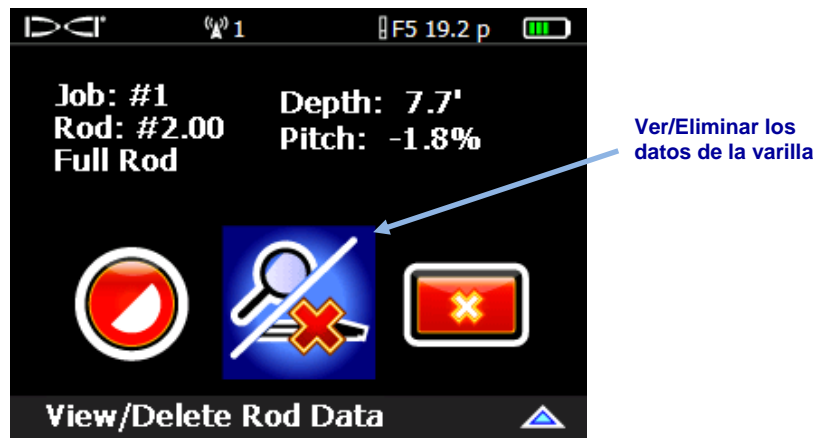 DCI 1 F5 19.2 p
Job: #1
Rod: #2.00
Full Rod
Depth: 7.7'
Pitch: -1.8%
View/Delete Rod Data
Ver/Eliminar los
datos de la varilla